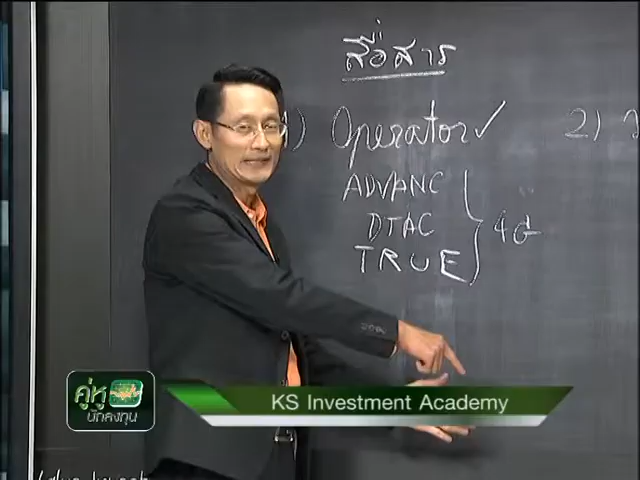 สื่อสาร
1) Operator ✓ 2)
ADVANC
DTAC
TRUE
4G
KS Investment Academy
คู่หู
นักลงทุน